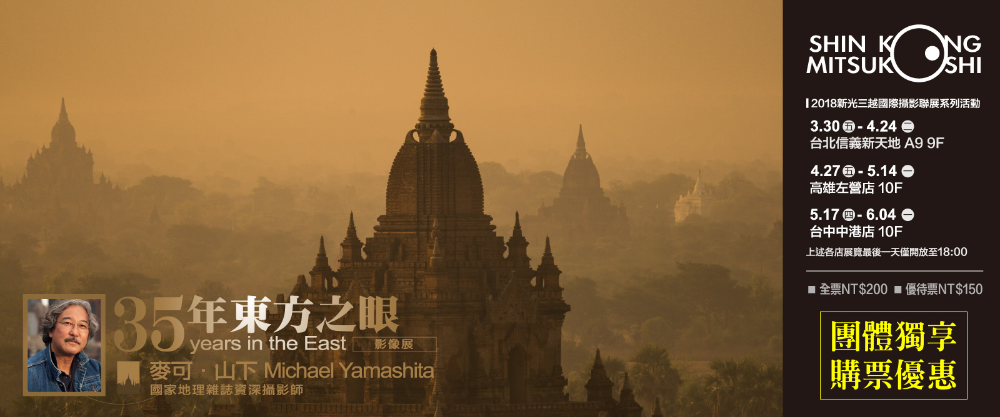 35年東方之眼
years in the East 影像展
麥可・山下 Michael Yamashita
國家地理雜誌資深攝影師
SHIN KONG
MITSUKOSHI
2018新光三越國際攝影聯展系列活動
3.30 五 - 4.24 二
台北信義新天地 A9 9F
4.27 五 - 5.14 一
高雄左營店 10F
5.17 四 - 6.04 一
台中中港店 10F
上述各店展覽最後一天僅開放至18:00
■ 全票NT$200 ■ 優待票NT$150
團體獨享
購票優惠